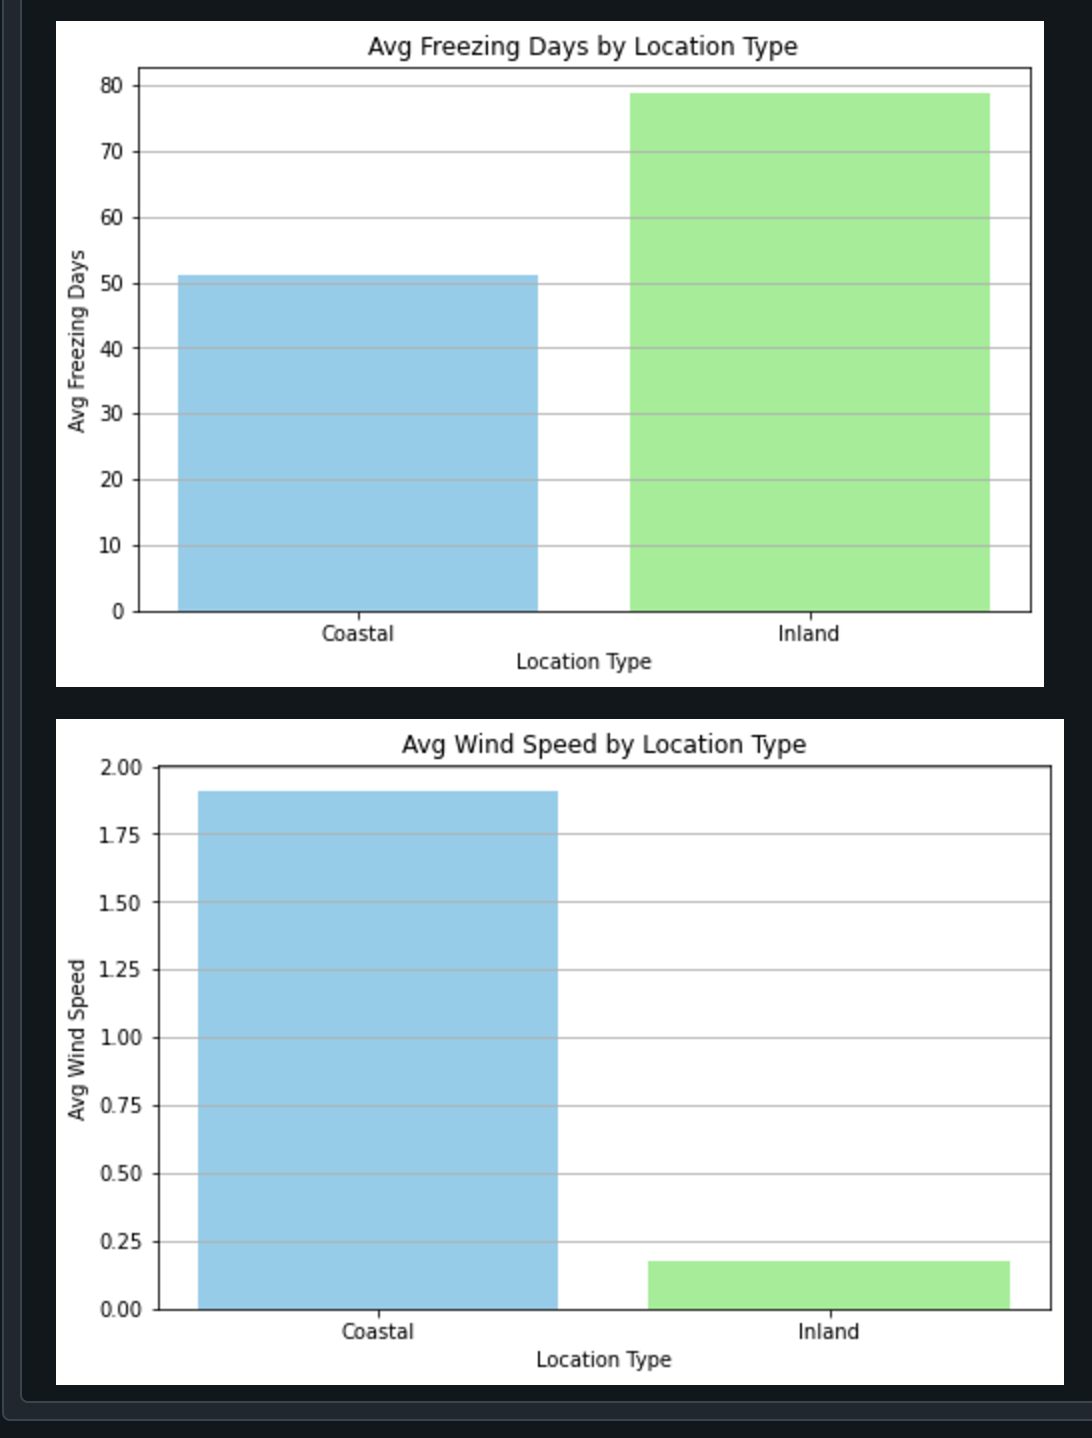 Avg Freezing Days by Location Type
80
70
60
50
40
30
20
10
0
Avg Freezing Days
Coastal Inland
Location Type
Avg Wind Speed by Location Type
2.00
1.75
1.50
1.25
1.00
0.75
0.50
0.25
0.00
Avg Wind Speed
Coastal Inland
Location Type